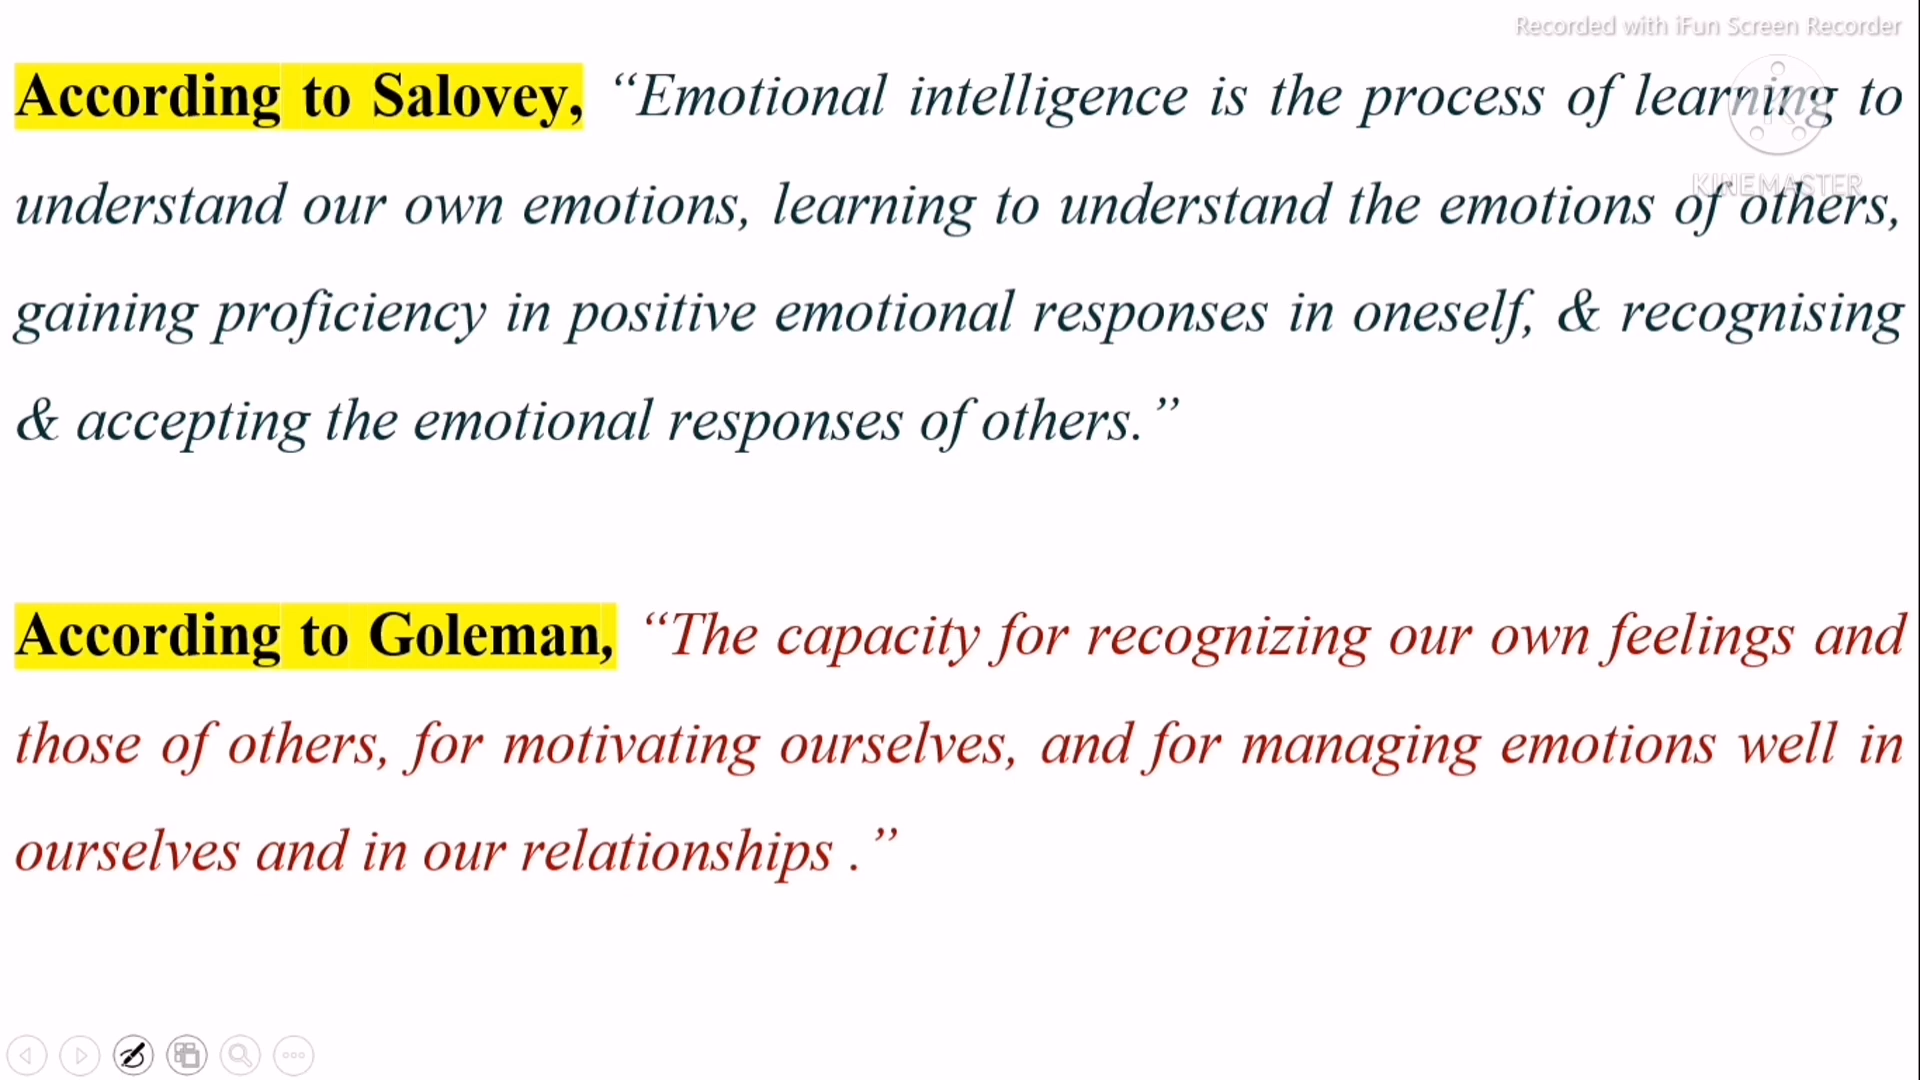 Recorded with iFun Screen Recorder
According to Salovey, “Emotional intelligence is the process of learning to
KINEMASTER
understand our own emotions, learning to understand the emotions of others,
gaining proficiency in positive emotional responses in oneself, & recognising
& accepting the emotional responses of others.”
According to Goleman, “The capacity for recognizing our own feelings and
those of others, for motivating ourselves, and for managing emotions well in
ourselves and in our relationships .”